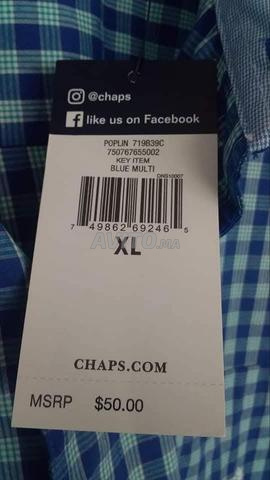 @chaps
f like us on Facebook
POPLIN 719B39C
750767655002
KEY ITEM
BLUE MULTI
DNS10007
7 49862 69246 5
XL
CHAPS.COM
MSRP $50.00